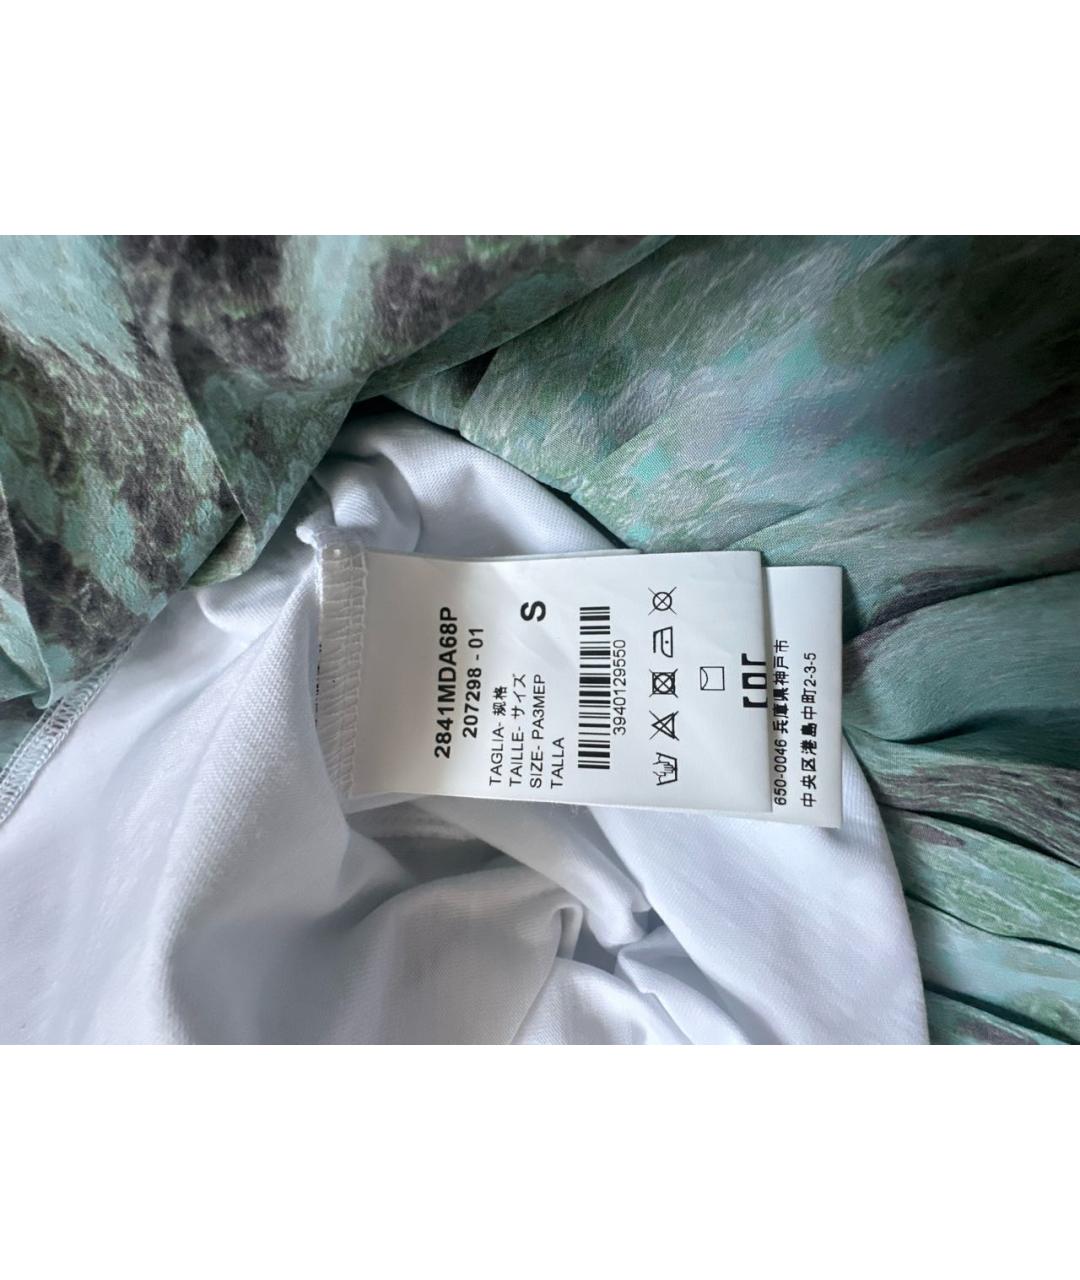 2841MDA68P
207298 - 01
TAGLIA- 规格
TAILLE- サイズ
SIZE- РАЗМЕР
TALLA
S
3940129550
650-0046 兵庫県神戸市
中央区港島中町2-3-5